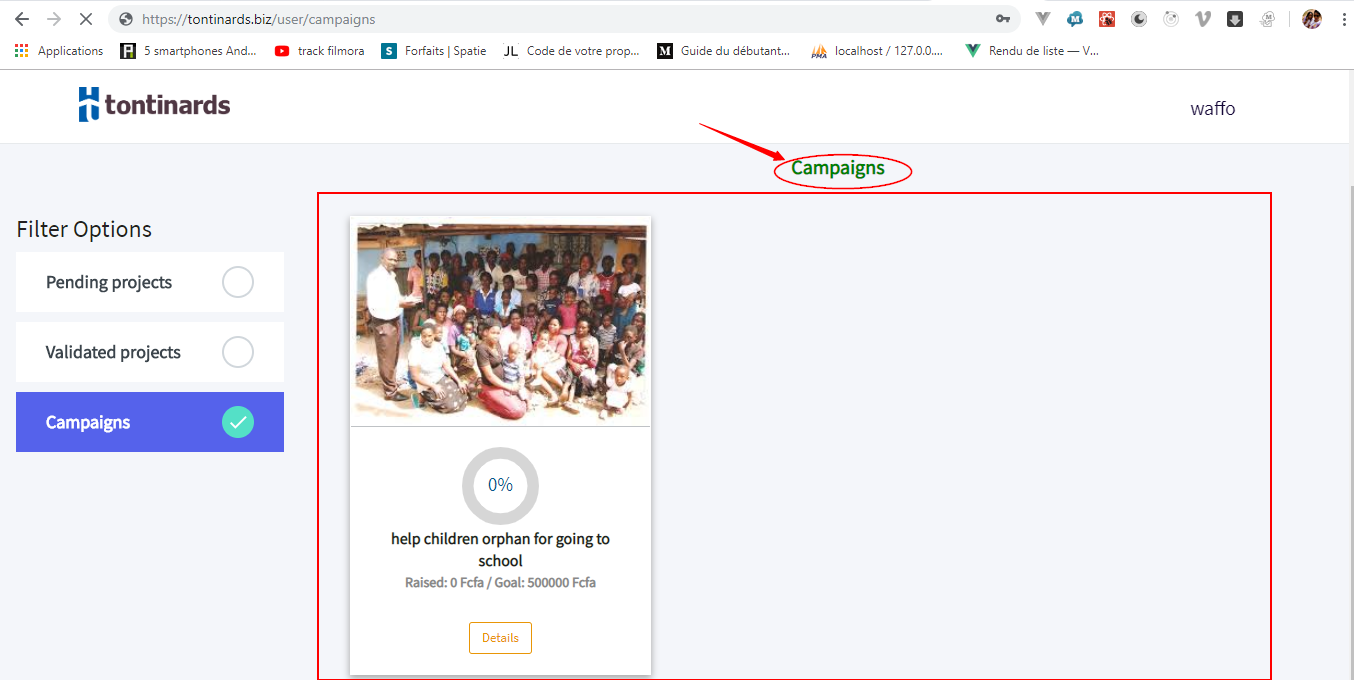 https://tontinards.biz/user/campaigns
Applications
5 smartphones And...
track filmora
Forfaits | Spatie
JL Code de votre prop...
M Guide du débutant...
localhost / 127.0.0....
Rendu de liste — V...
tontinards
waffo
Campaigns
Filter Options
Pending projects
Validated projects
Campaigns
0%
help children orphan for going to
school
Raised: 0 Fcfa / Goal: 500000 Fcfa
Details